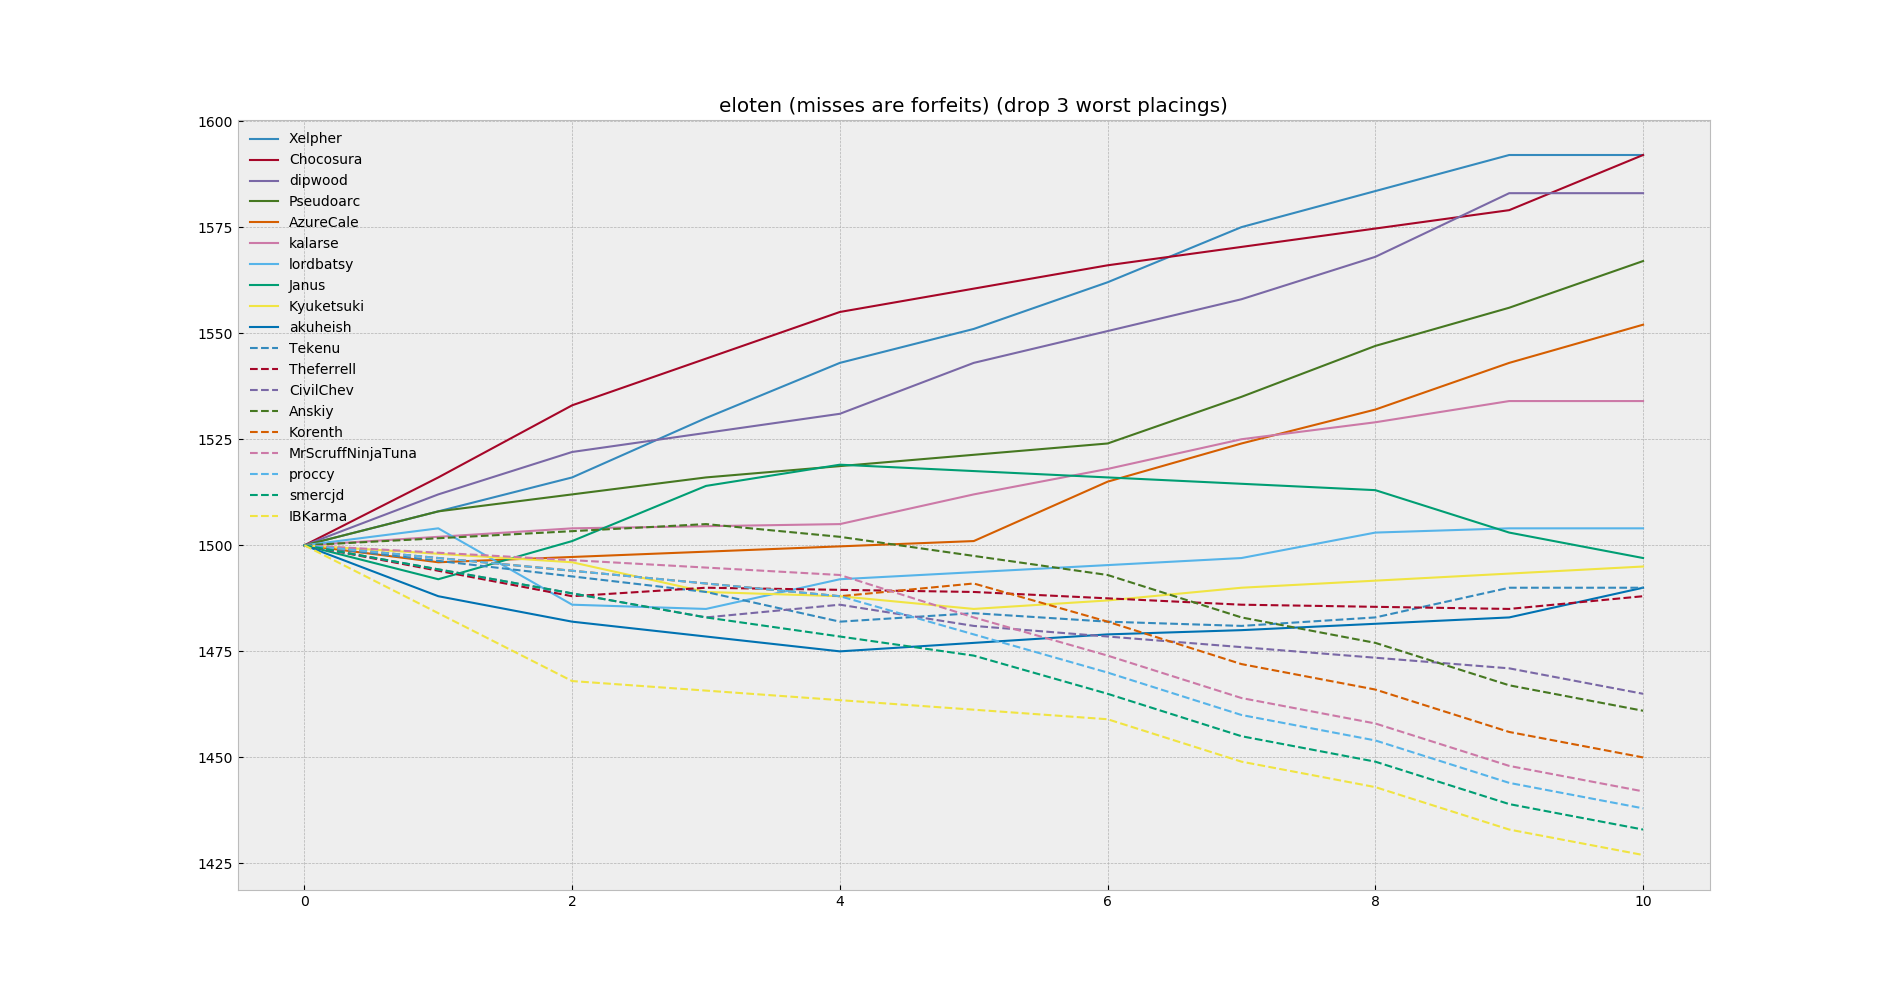 eloten (misses are forfeits) (drop 3 worst placings)
1600
1575
1550
1525
1500
1475
1450
1425
Xelpher
Chocosura
dipwood
Pseudoarc
AzureCale
kalarse
lordbatsy
Janus
Kyuketsuki
akuheish
Tekenu
Theferrell
CivilChev
Anskiy
Korenth
MrScruffNinjaTuna
proccy
smercjd
IBKarma
0 2 4 6 8 10